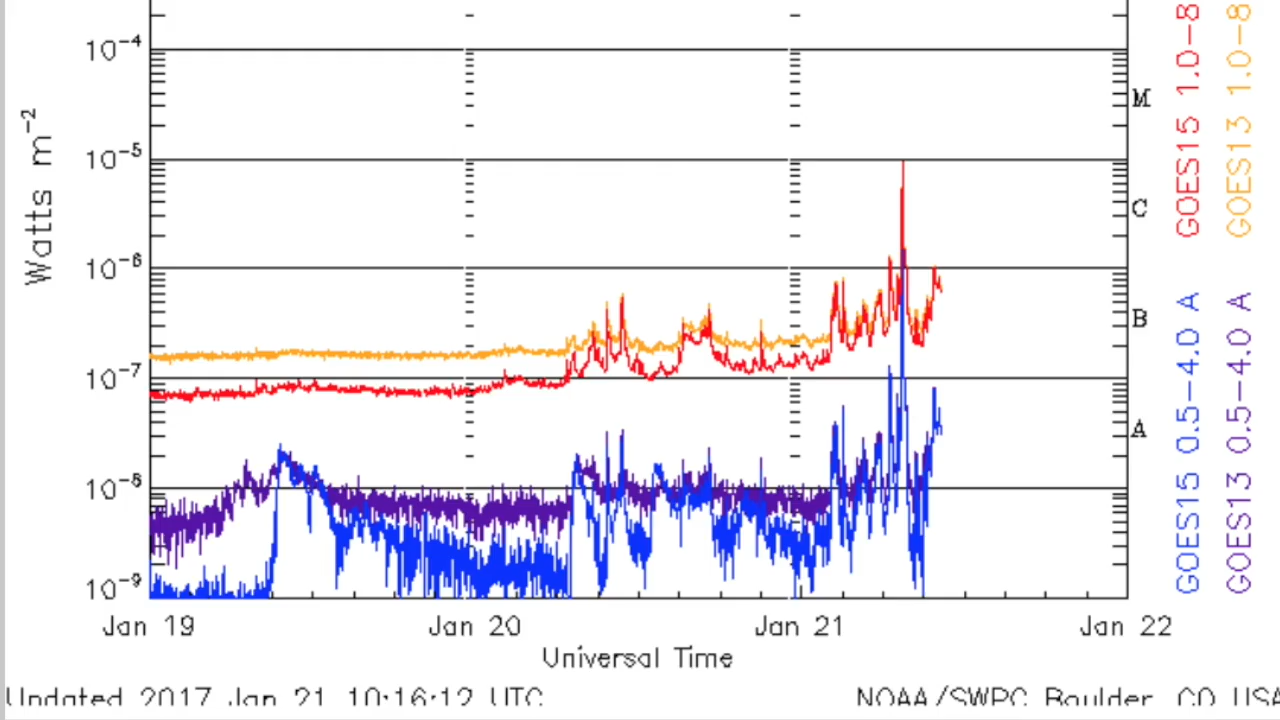 10⁻⁴
10⁻⁵
10⁻⁶
10⁻⁷
10⁻⁸
10⁻⁹
Watts m⁻²
M
C
B
A
GOES15 1.0-8
GOES13 1.0-8
GOES15 0.5-4.0 A
GOES13 0.5-4.0 A
Jan 19 Jan 20 Jan 21 Jan 22
Universal Time
Updated 2017 Jan 21 10:16:12 UTC NOAA/SWPC Boulder, CO USA